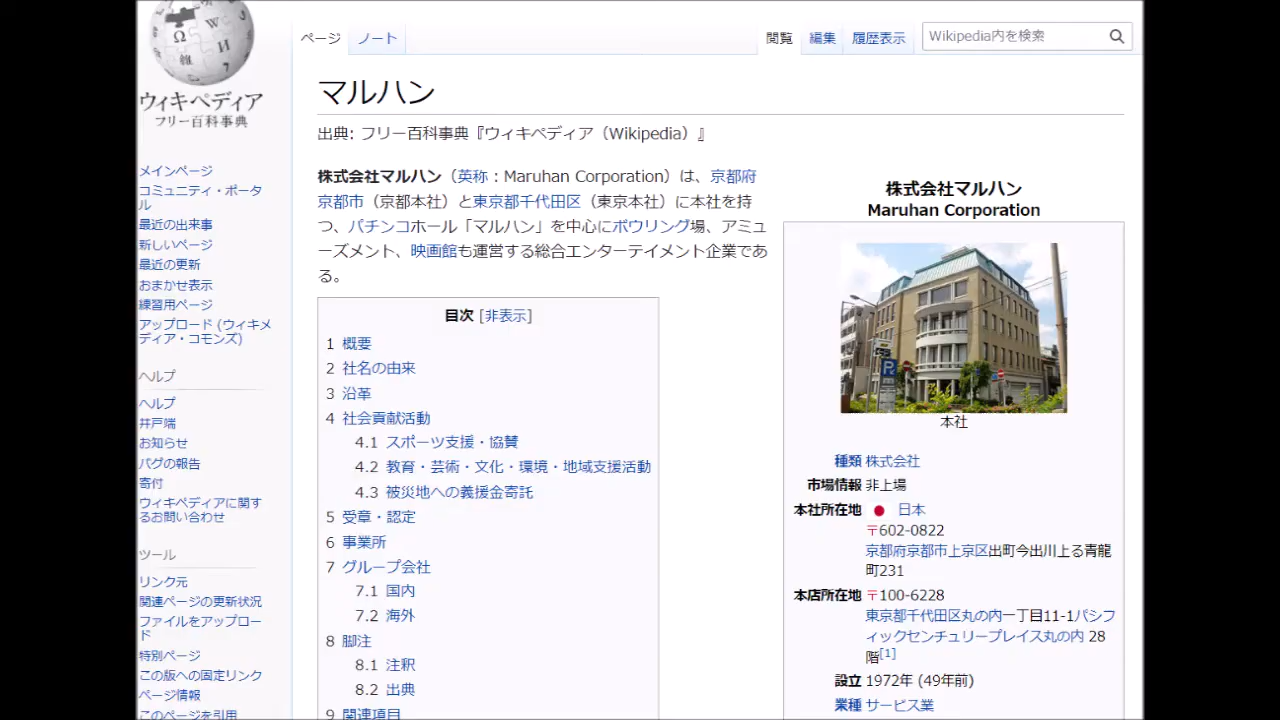 ウィキペディア
フリー百科事典
ページ
ノート
閲覧
編集
履歴表示
Wikipedia内を検索
マルハン
出典: フリー百科事典『ウィキペディア（Wikipedia）』
株式会社マルハン（英称：Maruhan Corporation）は、京都府
京都市（京都本社）と東京都千代田区（東京本社）に本社を持
つ、パチンコホール「マルハン」を中心にボウリング場、アミュ
ーズメント、映画館も運営する総合エンターテイメント企業であ
る。
目次 [非表示]
1 概要
2 社名の由来
3 沿革
4 社会貢献活動
4.1 スポーツ支援・協賛
4.2 教育・芸術・文化・環境・地域支援活動
4.3 被災地への義援金寄託
5 受章・認定
6 事業所
7 グループ会社
7.1 国内
7.2 海外
8 脚注
8.1 注釈
8.2 出典
9 関連項目
株式会社マルハン
Maruhan Corporation
本社
種類 株式会社
市場情報 非上場
本社所在地 日本
〒602-0822
京都府京都市上京区出町今出川上る青龍
町231
本店所在地 〒100-6228
東京都千代田区丸の内一丁目11-1パシフ
ィックセンチュリープレイス丸の内 28
階[1]
設立 1972年 (49年前)
業種 サービス業
メインページ
コミュニティ・ポータ
ル
最近の出来事
新しいページ
最近の更新
おまかせ表示
練習用ページ
アップロード (ウィキメ
ディア・コモンズ)
ヘルプ
ヘルプ
井戸端
お知らせ
バグの報告
寄付
ウィキペディアに関す
るお問い合わせ
ツール
リンク元
関連ページの更新状況
ファイルをアップロー
ド
特別ページ
この版への固定リンク
ページ情報
このページを引用